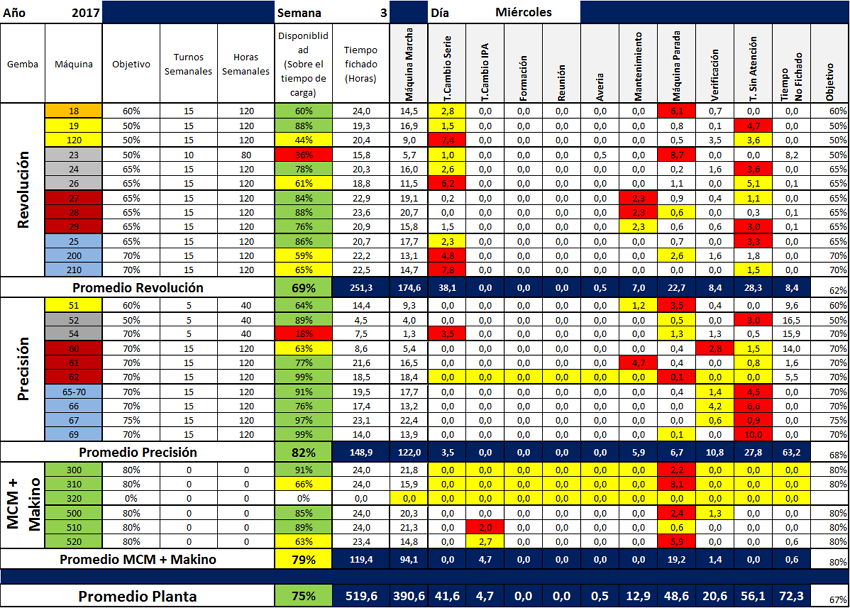 Año 2017 Semana 3 Día Miércoles
Gemba Máquina Objetivo Turnos Semanales Horas Semanales Disponiblidad (Sobre el tiempo de carga) Tiempo fichado (Horas) Máquina Marcha T.Cambio Serie T.Cambio IPA Formación Reunión Averia Mantenimiento Máquina Parada Verificación T. Sin Atención Tiempo No Fichado Objetivo
Revolución
18 60% 15 120 60% 24,0 14,5 2,8 0,0 0,0 0,0 0,0 0,0 6,1 0,7 0,0 0,0 60%
19 50% 15 120 88% 19,3 16,9 1,5 0,0 0,0 0,0 0,0 0,0 0,8 0,1 4,7 0,0 50%
120 50% 15 120 44% 20,4 9,0 7,4 0,0 0,0 0,0 0,0 0,0 0,5 3,5 3,6 0,0 50%
23 50% 10 80 36% 15,8 5,7 1,0 0,0 0,0 0,0 0,5 0,0 8,7 0,0 0,0 8,2 50%
24 65% 15 120 78% 20,3 16,0 2,6 0,0 0,0 0,0 0,0 0,0 0,2 1,6 3,6 0,0 65%
26 65% 15 120 61% 18,8 11,5 6,2 0,0 0,0 0,0 0,0 0,0 1,1 0,0 5,1 0,1 65%
27 65% 15 120 84% 22,9 19,1 0,2 0,0 0,0 0,0 0,0 2,3 0,9 0,4 1,1 0,0 65%
28 65% 15 120 88% 23,6 20,7 0,0 0,0 0,0 0,0 0,0 2,3 0,6 0,0 0,3 0,1 65%
29 65% 15 120 76% 20,9 15,8 1,5 0,0 0,0 0,0 0,0 2,3 0,6 0,0 3,0 0,1 65%
25 65% 15 120 86% 20,7 17,7 2,3 0,0 0,0 0,0 0,0 0,0 0,7 0,0 3,3 0,0 65%
200 70% 15 120 59% 22,2 13,1 4,8 0,0 0,0 0,0 0,0 0,0 2,6 1,6 1,8 0,0 70%
210 70% 15 120 65% 22,5 14,7 7,8 0,0 0,0 0,0 0,0 0,0 0,0 0,0 1,5 0,0 70%
Promedio Revolución 69% 251,3 174,6 38,1 0,0 0,0 0,0 0,5 7,0 22,7 8,4 28,3 8,4 62%
Precisión
51 60% 5 40 64% 14,4 9,3 0,0 0,0 0,0 0,0 0,0 1,2 3,5 0,4 0,0 9,6 60%
52 50% 5 40 89% 4,5 4,0 0,0 0,0 0,0 0,0 0,0 0,0 0,5 0,0 3,0 16,5 50%
54 70% 5 40 18% 7,5 1,3 3,5 0,0 0,0 0,0 0,0 0,0 1,3 1,3 0,5 15,9 70%
60 70% 15 120 63% 8,6 5,4 0,0 0,0 0,0 0,0 0,0 0,0 0,4 2,8 1,5 14,0 70%
61 70% 15 120 77% 21,6 16,5 0,0 0,0 0,0 0,0 0,0 4,7 0,4 0,0 0,8 1,6 70%
62 70% 15 120 99% 18,5 18,4 0,0 0,0 0,0 0,0 0,0 0,0 0,1 0,0 0,0 5,5 70%
65-70 70% 15 120 91% 19,5 17,7 0,0 0,0 0,0 0,0 0,0 0,0 0,0 1,4 4,5 0,0 70%
66 70% 15 120 76% 17,4 13,2 0,0 0,0 0,0 0,0 0,0 0,0 0,0 4,2 6,6 0,0 70%
67 75% 15 120 97% 23,1 22,4 0,0 0,0 0,0 0,0 0,0 0,0 0,0 0,6 0,9 0,0 75%
69 70% 15 120 99% 14,0 13,9 0,0 0,0 0,0 0,0 0,0 0,0 0,1 0,0 10,0 0,0 70%
Promedio Precisión 82% 148,9 122,0 3,5 0,0 0,0 0,0 0,0 5,9 6,7 10,8 27,8 63,2 68%
MCM + Makino
300 80% 0 0 91% 24,0 21,8 0,0 0,0 0,0 0,0 0,0 0,0 2,2 0,0 0,0 0,0 80%
310 80% 0 0 66% 24,0 15,9 0,0 0,0 0,0 0,0 0,0 0,0 8,1 0,0 0,0 0,0 80%
320 0% 0 0 0% 0,0 0,0 0,0 0,0 0,0 0,0 0,0 0,0 0,0 0,0 0,0 0,0
500 80% 0 0 85% 24,0 20,3 0,0 0,0 0,0 0,0 0,0 0,0 2,4 1,3 0,0 0,0 80%
510 80% 0 0 89% 24,0 21,3 0,0 2,0 0,0 0,0 0,0 0,0 0,6 0,0 0,0 0,0 80%
520 80% 0 0 63% 23,4 14,8 0,0 2,7 0,0 0,0 0,0 0,0 5,9 0,0 0,0 0,6 80%
Promedio MCM + Makino 79% 119,4 94,1 0,0 4,7 0,0 0,0 0,0 0,0 19,2 1,4 0,0 0,6 80%
Promedio Planta 75% 519,6 390,6 41,6 4,7 0,0 0,0 0,5 12,9 48,6 20,6 56,1 72,3 67%